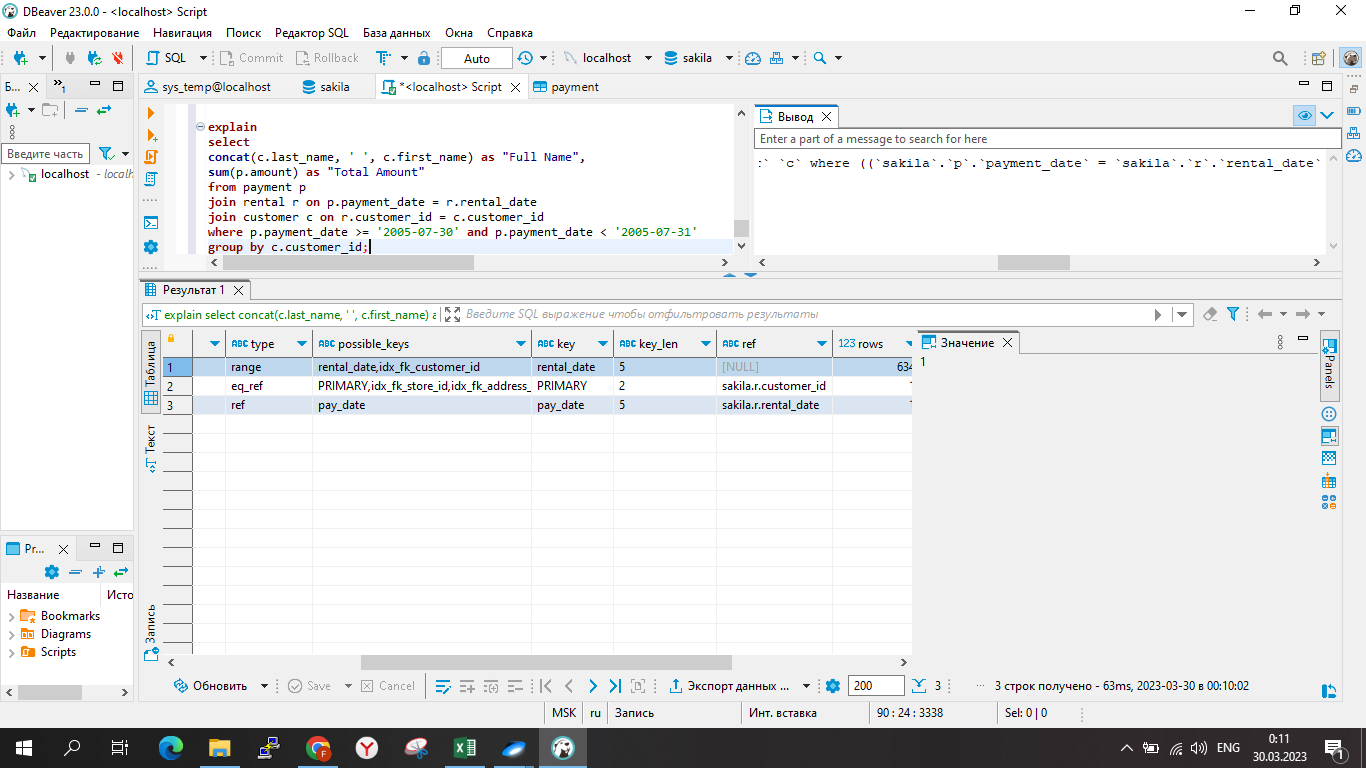 DBeaver 23.0.0 - <localhost> Script
Файл Редактирование Навигация Поиск Редактор SQL База данных Окна Справка
SQL Commit Rollback Auto localhost sakila
Б... »1 sys_temp@localhost sakila *<localhost> Script payment
Введите часть
localhost - localh
explain
select
concat(c.last_name, ' ', c.first_name) as "Full Name",
sum(p.amount) as "Total Amount"
from payment p
join rental r on p.payment_date = r.rental_date
join customer c on r.customer_id = c.customer_id
where p.payment_date >= '2005-07-30' and p.payment_date < '2005-07-31'
group by c.customer_id;
Вывод
Enter a part of a message to search for here
:` `c` where ((`sakila`.`p`.`payment_date` = `sakila`.`r`.`rental_date`
Результат 1
explain select concat(c.last_name, ' ', c.first_name) a
Введите SQL выражение чтобы отфильтровать результаты
Таблица
Текст
Запись
ABC type ABC possible_keys ABC key ABC key_len ABC ref 123 rows
1 range rental_date,idx_fk_customer_id rental_date 5 [NULL] 634
2 eq_ref PRIMARY,idx_fk_store_id,idx_fk_address_ PRIMARY 2 sakila.r.customer_id 1
3 ref pay_date pay_date 5 sakila.r.rental_date 1
Значение
1
Panels
Pr...
Название Исто
Bookmarks
Diagrams
Scripts
Обновить Save Cancel Экспорт данных ... 200 3 ... 3 строк получено - 63ms, 2023-03-30 в 00:10:02
MSK ru Запись Инт. вставка 90 : 24 : 3338 Sel: 0 | 0
ENG
0:11
30.03.2023
1